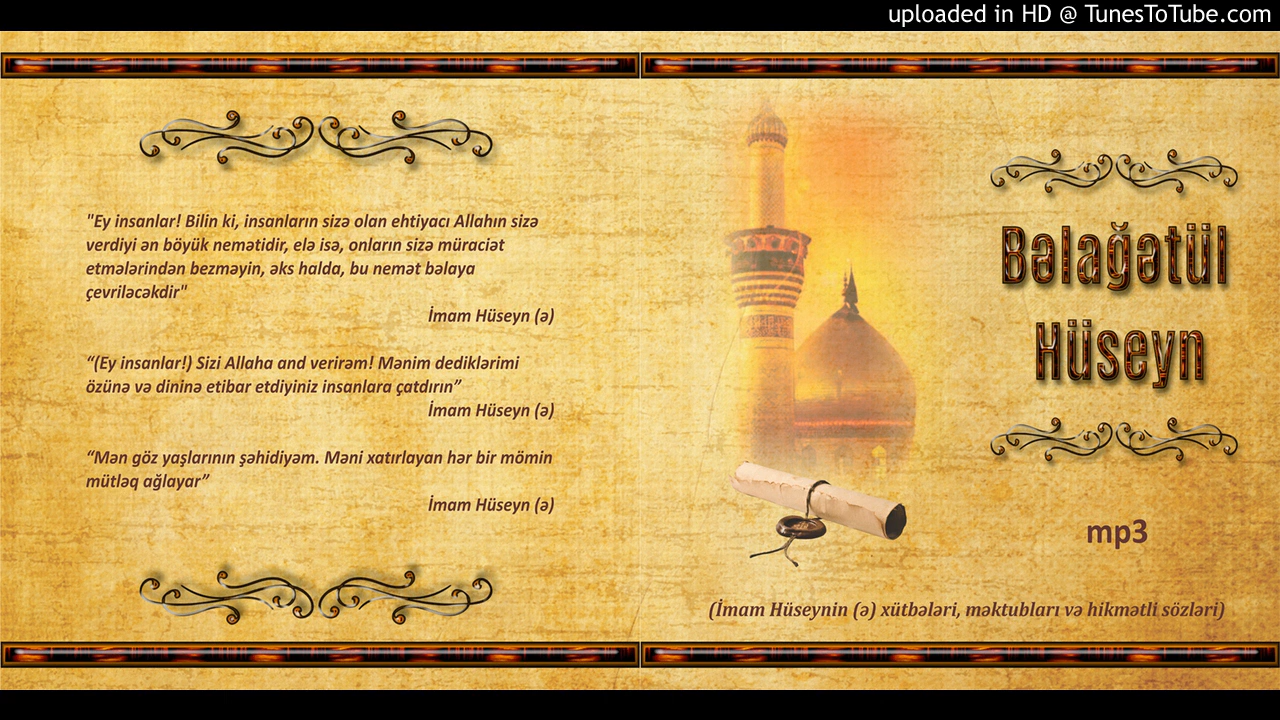 uploaded in HD @ TunesToTube.com
"Ey insanlar! Bilin ki, insanların sizə olan ehtiyacı Allahın sizə
verdiyi ən böyük nemətidir, elə isə, onların sizə müraciət
etmələrindən bezməyin, əks halda, bu nemət bəlaya
çevriləcəkdir"
İmam Hüseyn (ə)
“(Ey insanlar!) Sizi Allaha and verirəm! Mənim dediklərimi
özünə və dininə etibar etdiyiniz insanlara çatdırın”
İmam Hüseyn (ə)
“Mən göz yaşlarının şəhidiyəm. Məni xatırlayan hər bir mömin
mütləq ağlayar”
İmam Hüseyn (ə)
Bəlağətül
Hüseyn
mp3
(İmam Hüseynin (ə) xütbələri, məktubları və hikmətli sözləri)